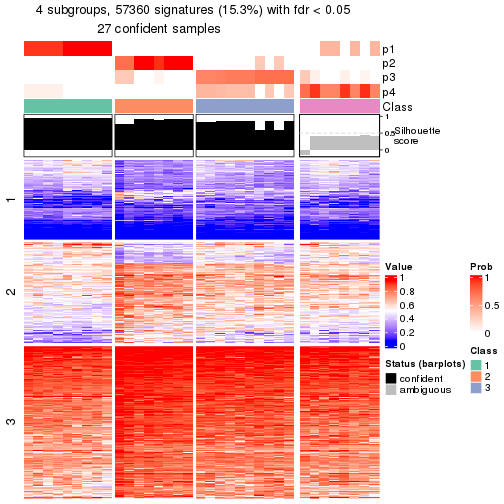 4 subgroups, 57360 signatures (15.3%) with fdr < 0.05
27 confident samples
p1
p2
p3
p4
Class
1
0.5
0
Silhouette
score
1
2
3
Value
1
0.8
0.6
0.4
0.2
Prob
1
0.5
0
Status (barplots)
confident
ambiguous
Class
1
2
3